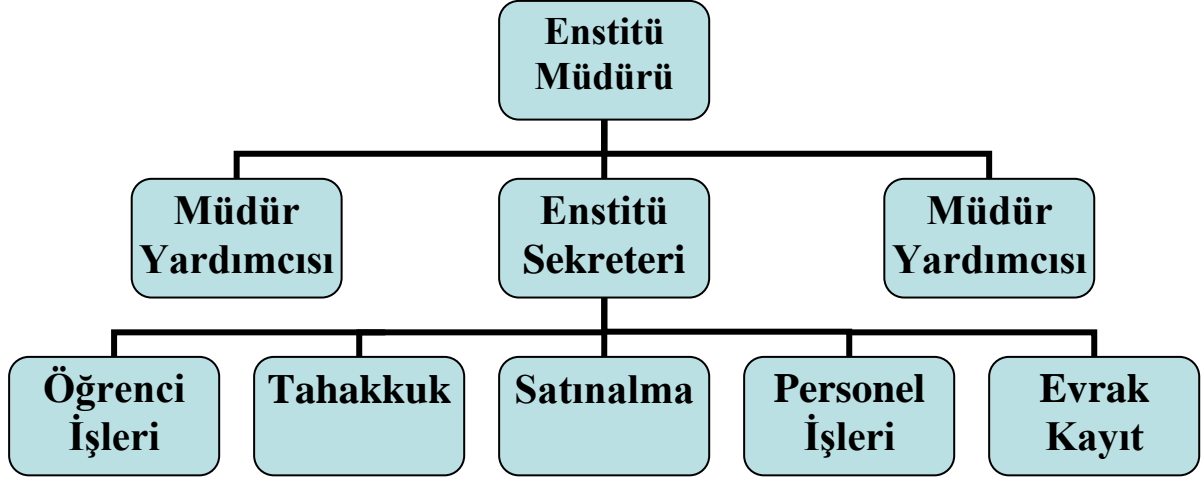 Enstitü
Müdürü
Müdür
Yardımcısı
Enstitü
Sekreteri
Müdür
Yardımcısı
Öğrenci
İşleri
Tahakkuk
Satınalma
Personel
İşleri
Evrak
Kayıt